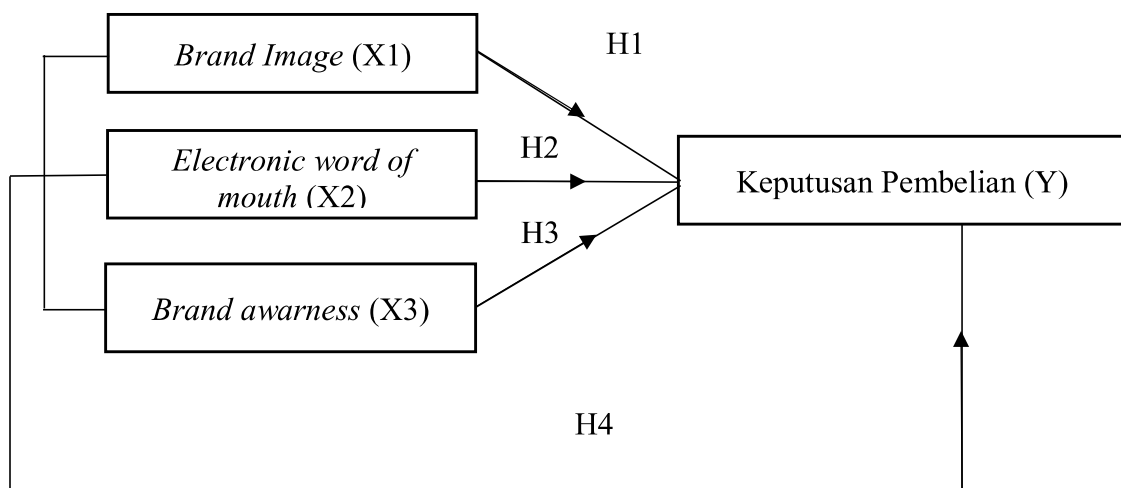 Brand Image (X1)
H1
Electronic word of
mouth (X2)
H2
Keputusan Pembelian (Y)
H3
Brand awarness (X3)
H4